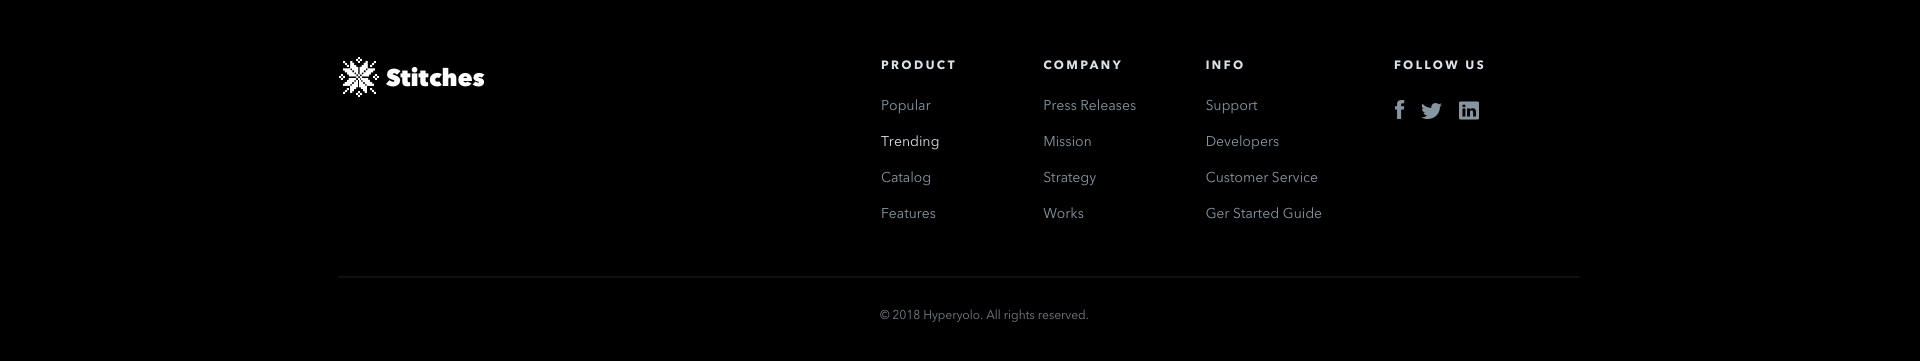 Stitches
PRODUCT
Popular
Trending
Catalog
Features
COMPANY
Press Releases
Mission
Strategy
Works
INFO
Support
Developers
Customer Service
Ger Started Guide
FOLLOW US
© 2018 Hyperyolo. All rights reserved.